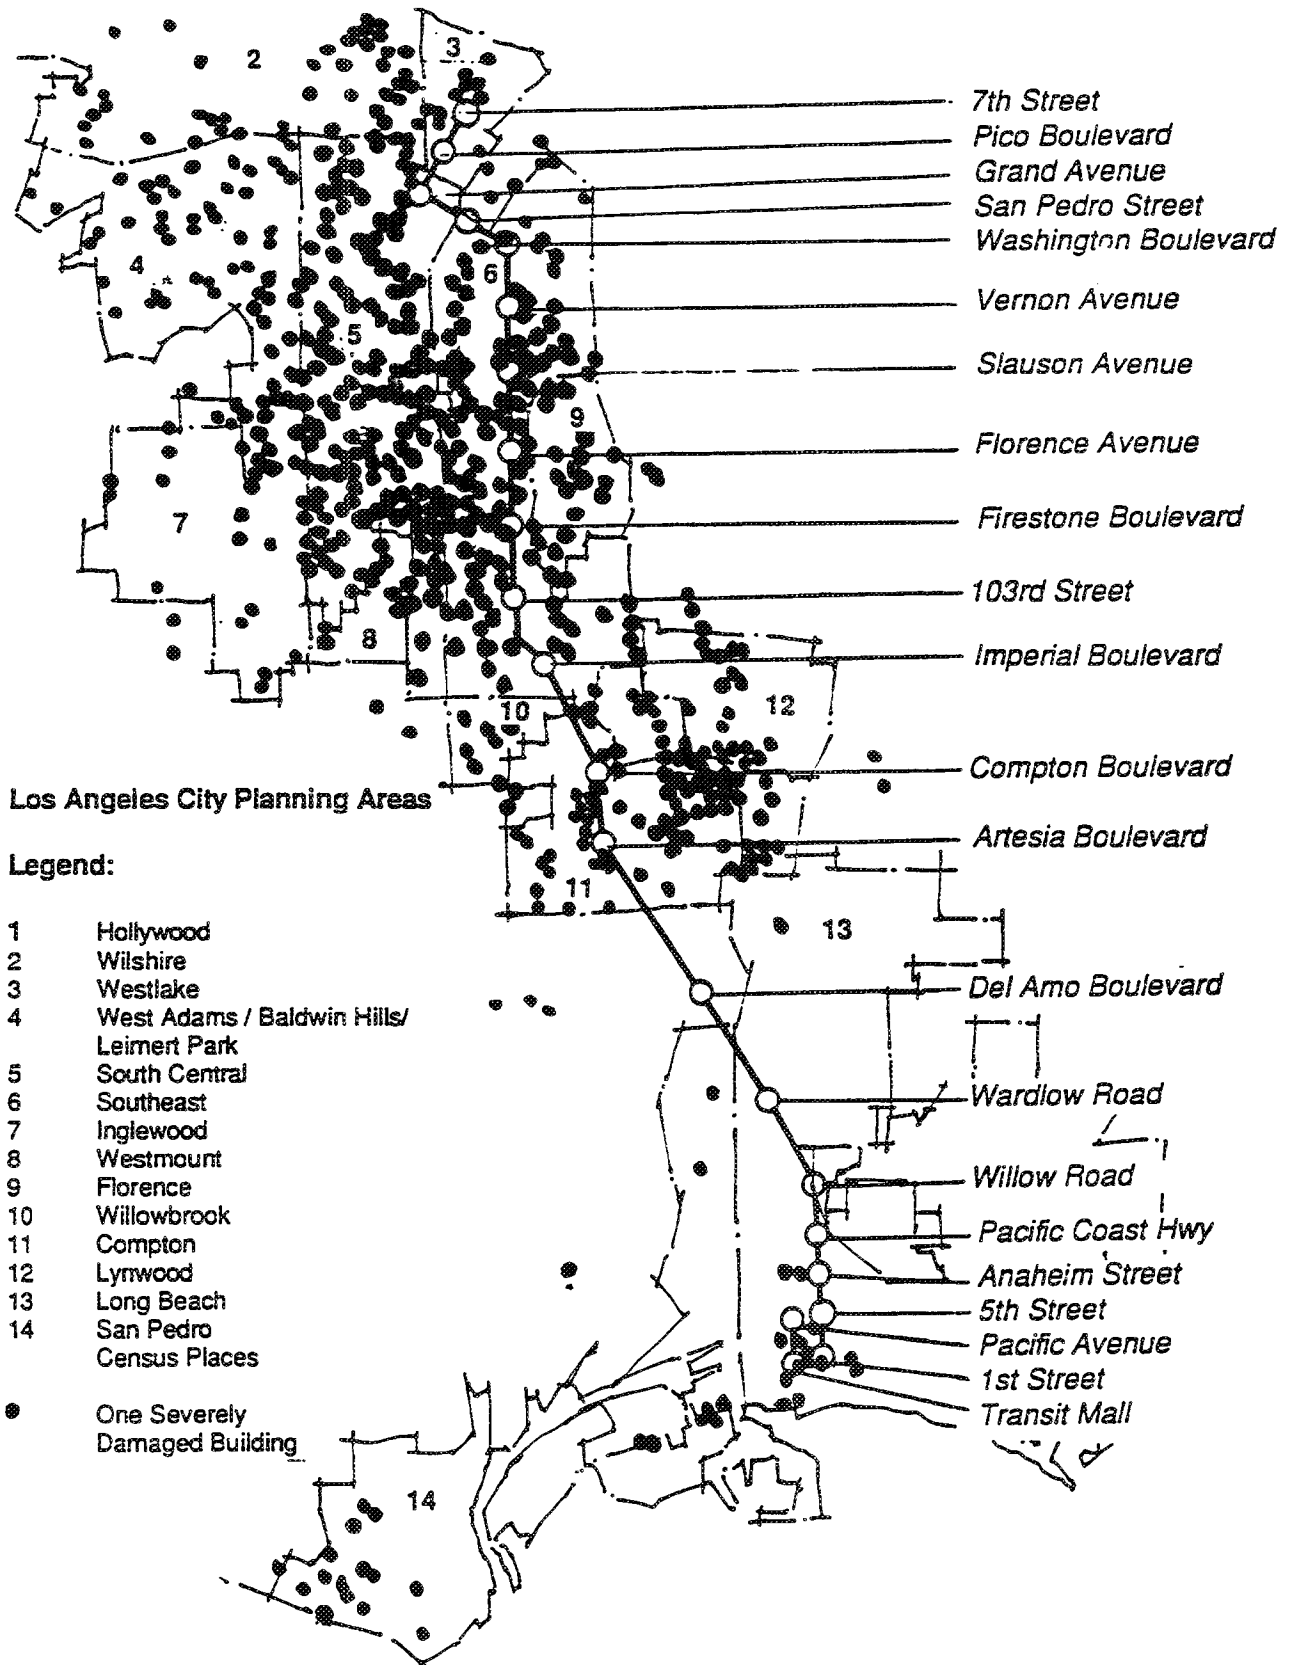 2
3
7th Street
Pico Boulevard
Grand Avenue
San Pedro Street
Washington Boulevard
4
6
Vernon Avenue
5
Slauson Avenue
9
Florence Avenue
7
Firestone Boulevard
103rd Street
8
Imperial Boulevard
10
12
Compton Boulevard
Los Angeles City Planning Areas
Artesia Boulevard
Legend:
11
13
1 Hollywood
2 Wilshire
3 Westlake
4 West Adams / Baldwin Hills/
Leimert Park
5 South Central
6 Southeast
7 Inglewood
8 Westmount
9 Florence
10 Willowbrook
11 Compton
12 Lynwood
13 Long Beach
14 San Pedro
Census Places
One Severely
Damaged Building
Del Amo Boulevard
Wardlow Road
Willow Road
Pacific Coast Hwy
Anaheim Street
5th Street
Pacific Avenue
1st Street
Transit Mall
14